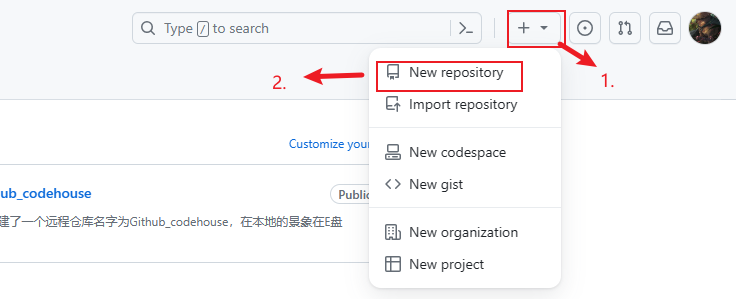 Type / to search
1.
2.
New repository
Import repository
Customize your
New codespace
ub_codehouse
Public
New gist
建了一个远程仓库名字为Github_codehouse，在本地的景象在E盘
New organization
New project